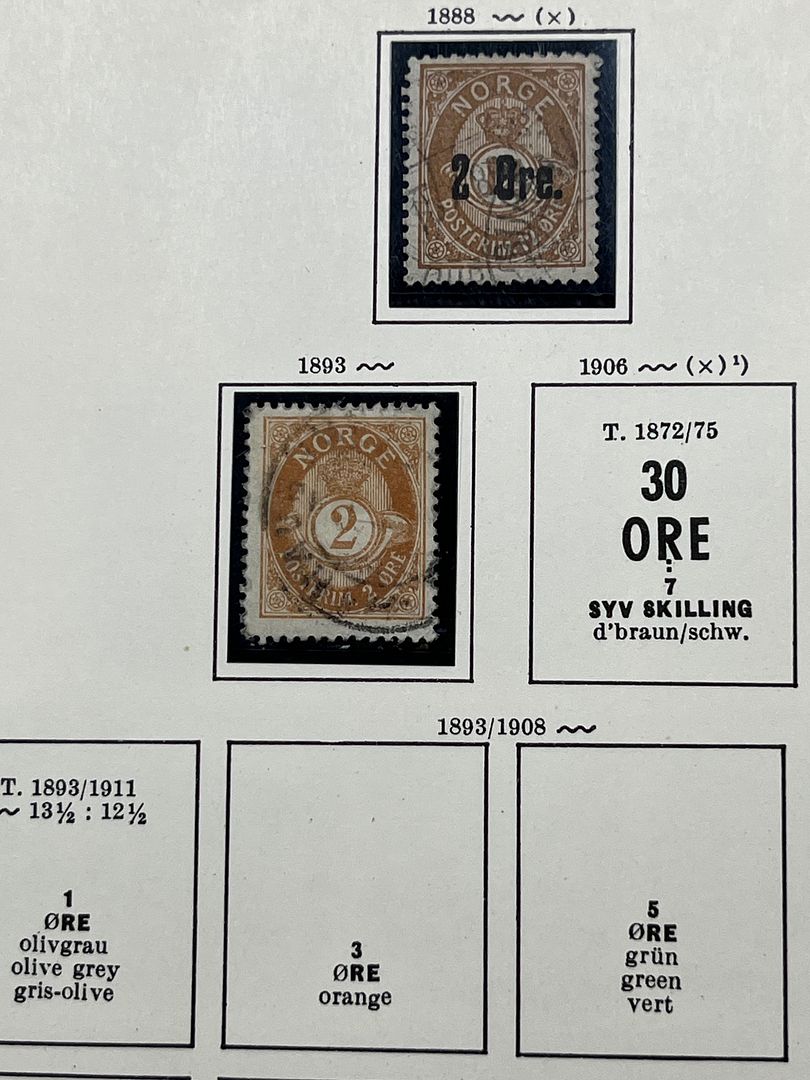 1888 ~ (×)
NORGE
2 Øre.
POSTFRIM. 12 ØRE
1893 ~
1906 ~ (×)¹)
NORGE
2
POSTFRIM. 2 ØRE
T. 1872/75
30
ORE
:
7
SYV SKILLING
d'braun/schw.
1893/1908 ~
T. 1893/1911
~ 13½ : 12½
1
ØRE
olivgrau
olive grey
gris-olive
3
ØRE
orange
5
ØRE
grün
green
vert